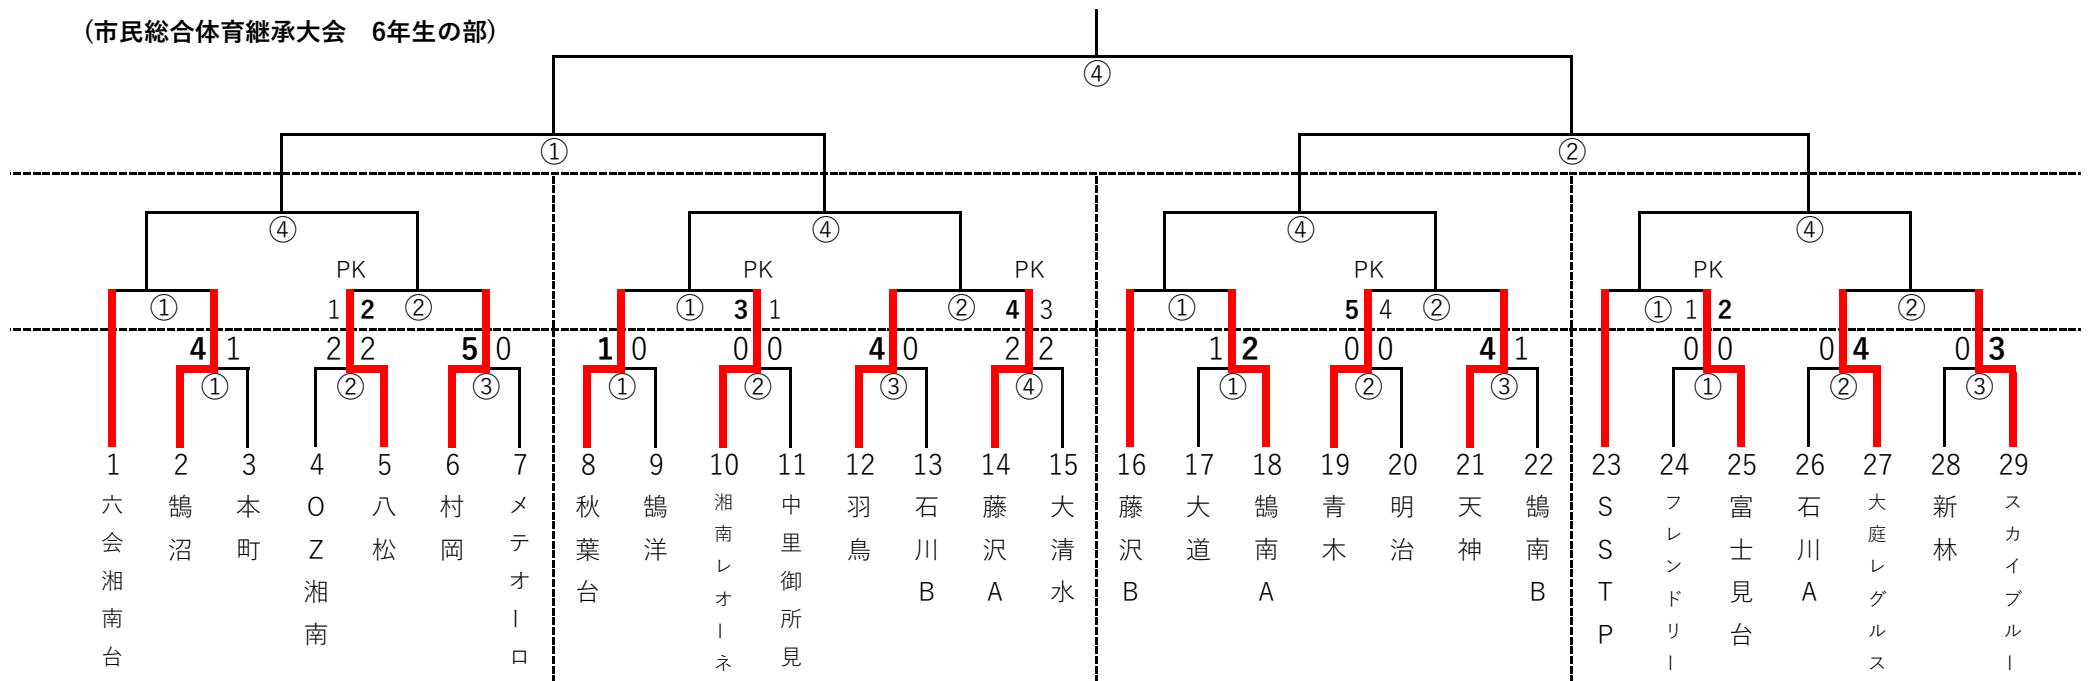 (市民総合体育継承大会　6年生の部)
④
① ②
④ ④ ④ ④
PK PK PK PK PK
① 1 2 ② ① 3 1 ② 4 3 ① 5 4 ② ① 1 2 ②
4 1 2 2 5 0 1 0 0 0 4 0 2 2 1 2 0 0 4 1 0 0 0 4 0 3
① ② ③ ① ② ③ ④ ① ② ③ ① ② ③
1 2 3 4 5 6 7 8 9 10 11 12 13 14 15 16 17 18 19 20 21 22 23 24 25 26 27 28 29
六会湘南台
鵠沼
本町
OZ湘南
八松
村岡
メテオーロ
秋葉台
鵠洋
湘南レオーネ
中里御所見
羽鳥
石川B
藤沢A
大清水
藤沢B
大道
鵠南A
青木
明治
天神
鵠南B
SSTP
フレンドリー
富士見台
石川A
大庭レグルス
新林
スカイブルー